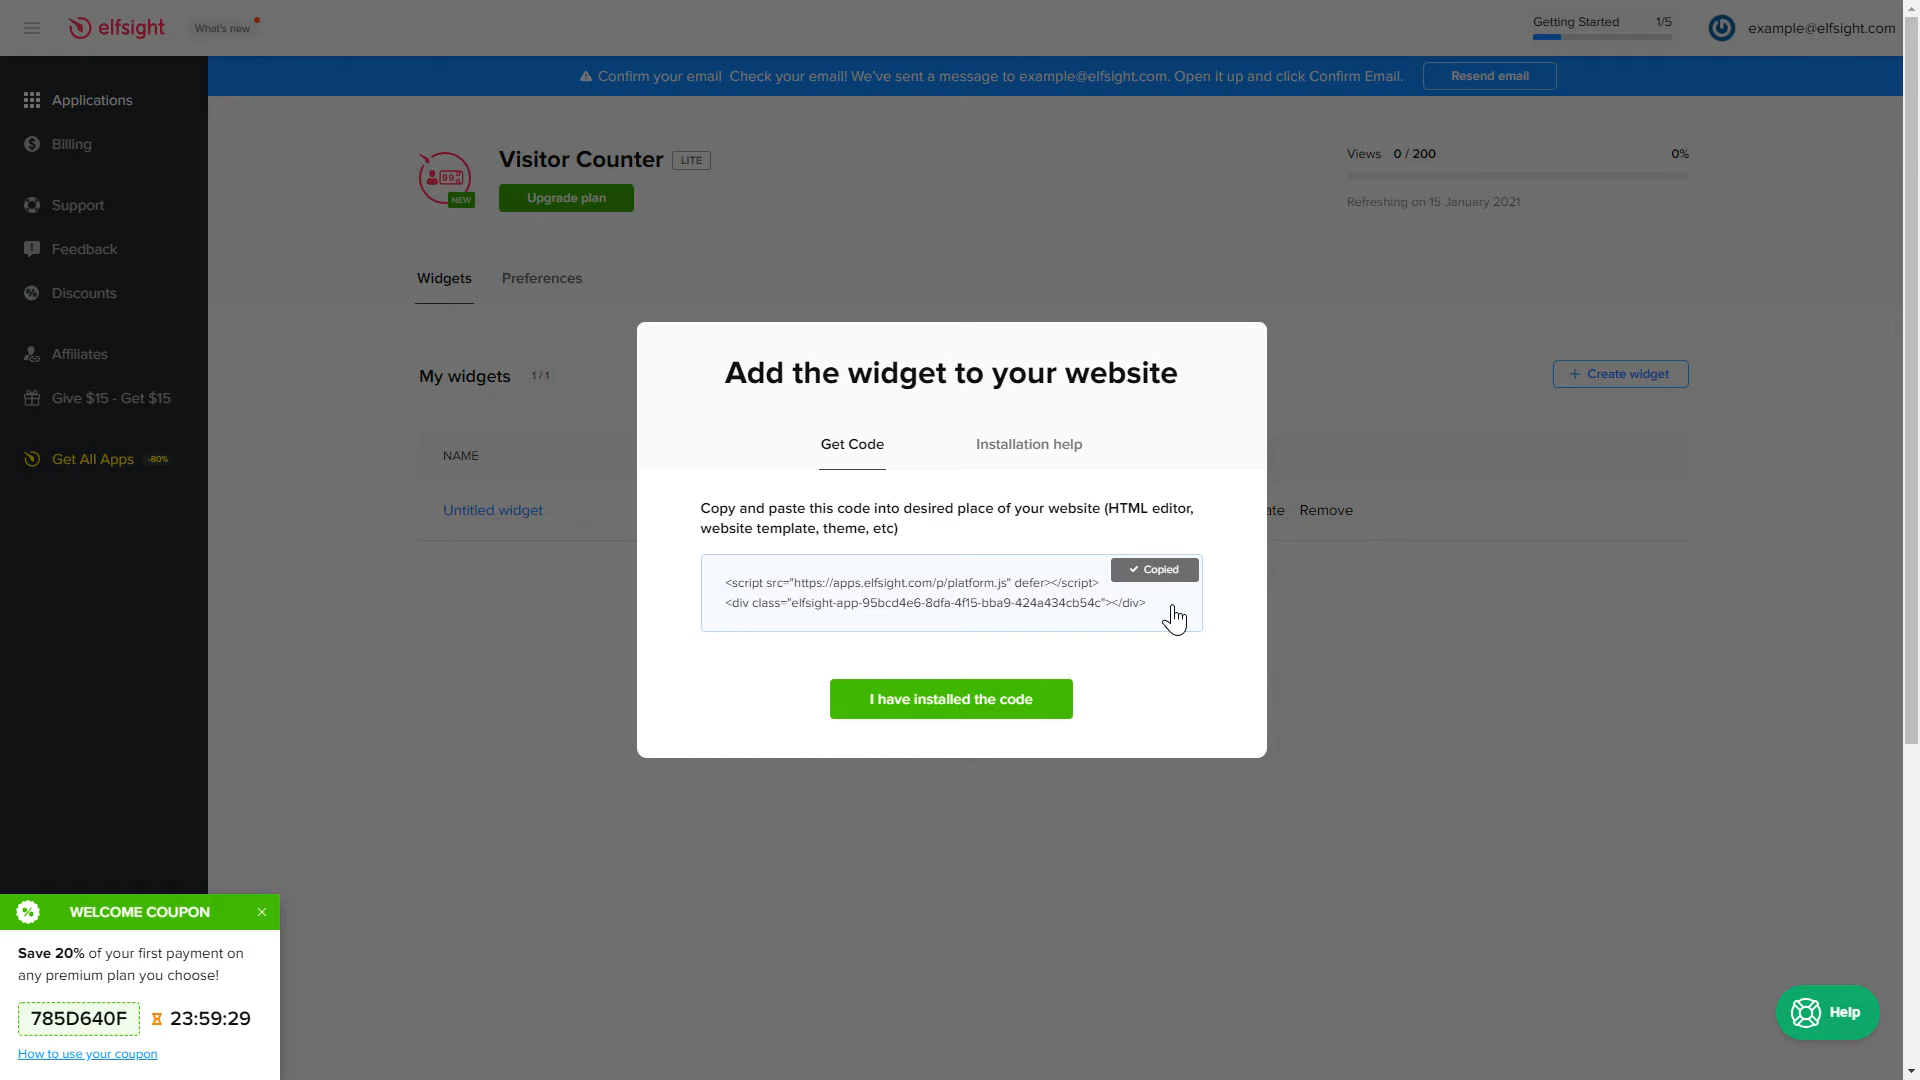 elfsight
What's new
Getting Started 1/5
example@elfsight.com
Confirm your email Check your email! We've sent a message to example@elfsight.com. Open it up and click Confirm Email.
Resend email
Applications
Billing
Support
Feedback
Discounts
Affiliates
Give $15 - Get $15
Get All Apps -80%
99
NEW
Visitor Counter LITE
Upgrade plan
Views 0 / 200 0%
Refreshing on 15 January 2021
Widgets Preferences
My widgets 1 / 1
+ Create widget
NAME
Untitled widget
ate Remove
Add the widget to your website
Get Code Installation help
Copy and paste this code into desired place of your website (HTML editor,
website template, theme, etc)
Copied
<script src="https://apps.elfsight.com/p/platform.js" defer></script>
<div class="elfsight-app-95bcd4e6-8dfa-4f15-bba9-424a434cb54c"></div>
I have installed the code
WELCOME COUPON
Save 20% of your first payment on
any premium plan you choose!
785D640F 23:59:29
How to use your coupon
Help